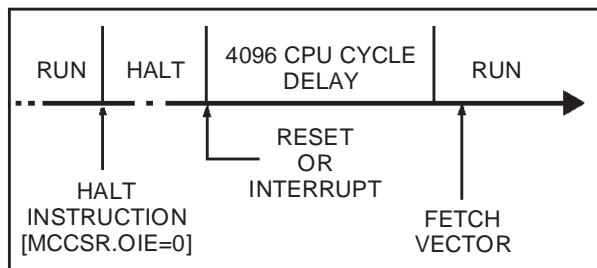 RUN
HALT
4096 CPU CYCLE
DELAY
RUN
RESET
OR
INTERRUPT
HALT
INSTRUCTION
[MCCSR.OIE=0]
FETCH
VECTOR